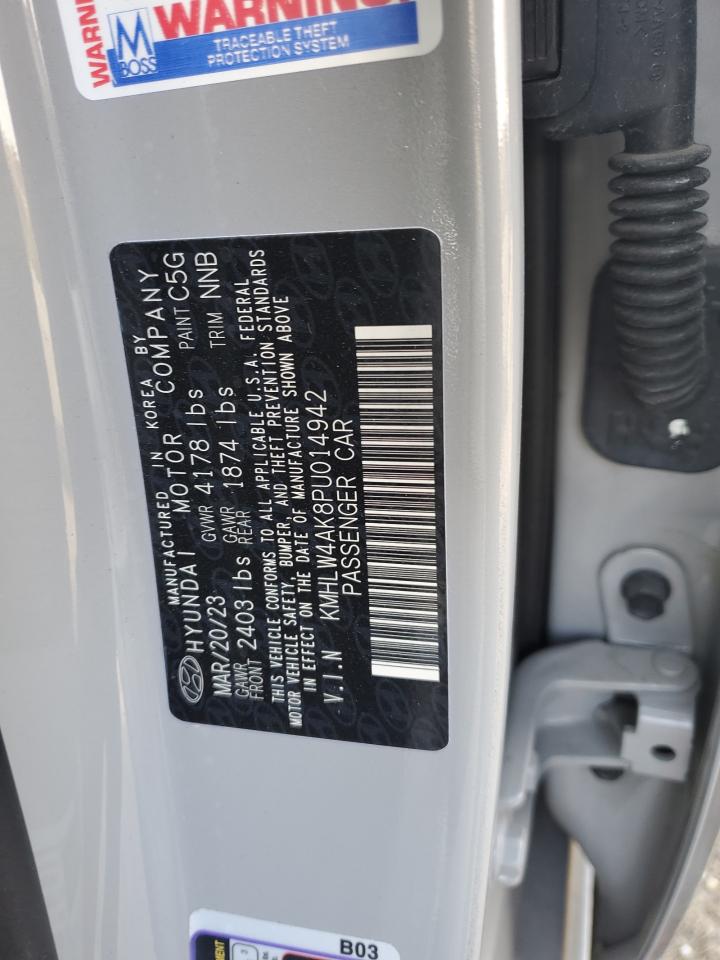 WARNING
WARNING!
M
BOSS
TRACEABLE THEFT
PROTECTION SYSTEM
MANUFACTURED IN KOREA BY
HYUNDAI MOTOR COMPANY
MAR/20/23 GVWR 4178 lbs PAINT C5G
GAWR FRONT 2403 lbs GAWR REAR 1874 lbs TRIM NNB
THIS VEHICLE CONFORMS TO ALL APPLICABLE U.S.A. FEDERAL
MOTOR VEHICLE SAFETY, BUMPER, AND THEFT PREVENTION STANDARDS
IN EFFECT ON THE DATE OF MANUFACTURE SHOWN ABOVE
V.I.N KMHLW4AK8PU014942
PASSENGER CAR
B03